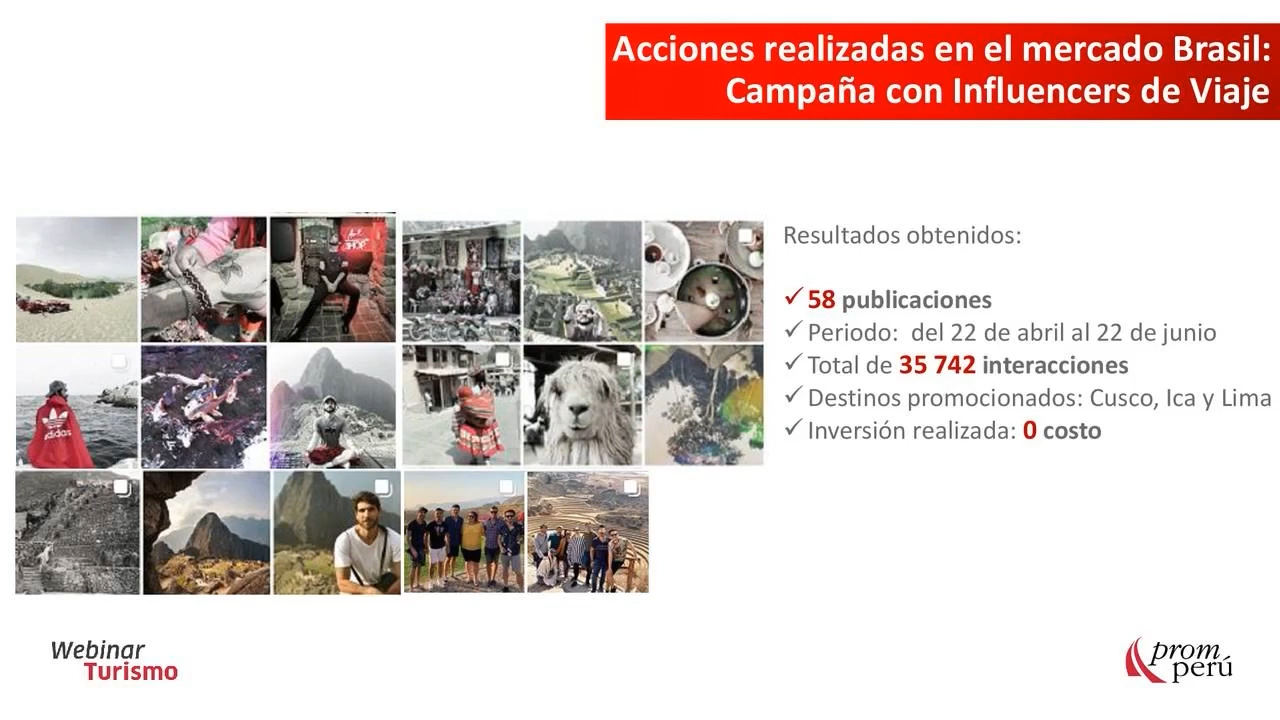 Acciones realizadas en el mercado Brasil:
Campaña con Influencers de Viaje
Resultados obtenidos:
✓ 58 publicaciones
✓ Periodo: del 22 de abril al 22 de junio
✓ Total de 35 742 interacciones
✓ Destinos promocionados: Cusco, Ica y Lima
✓ Inversión realizada: 0 costo
SHOP
adidas
Webinar
Turismo
prom
perú